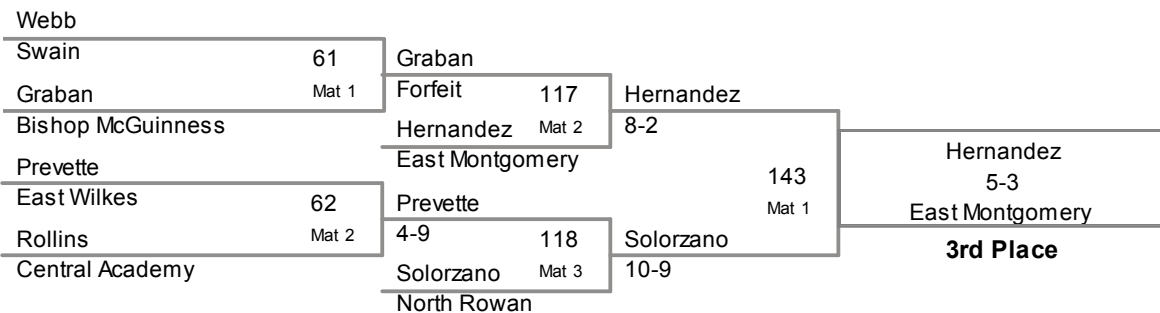 Webb
Swain
61
Graban
Mat 1
Bishop McGuinness
Prevette
East Wilkes
62
Rollins
Mat 2
Central Academy
Graban
Forfeit
117
Hernandez
Mat 2
East Montgomery
Prevette
4-9
118
Solorzano
Mat 3
North Rowan
Hernandez
8-2
143
Mat 1
Solorzano
10-9
Hernandez
5-3
East Montgomery
3rd Place